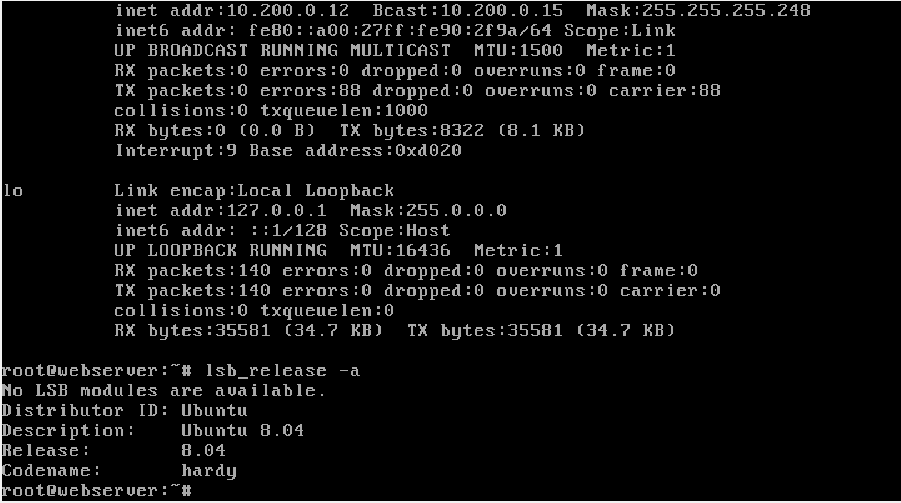 inet addr:10.200.0.12  Bcast:10.200.0.15  Mask:255.255.255.248
inet6 addr: fe80::a00:27ff:fe90:2f9a/64 Scope:Link
UP BROADCAST RUNNING MULTICAST  MTU:1500  Metric:1
RX packets:0 errors:0 dropped:0 overruns:0 frame:0
TX packets:0 errors:88 dropped:0 overruns:0 carrier:88
collisions:0 txqueuelen:1000
RX bytes:0 (0.0 B)  TX bytes:8322 (8.1 KB)
Interrupt:9 Base address:0xd020
lo        Link encap:Local Loopback
inet addr:127.0.0.1  Mask:255.0.0.0
inet6 addr: ::1/128 Scope:Host
UP LOOPBACK RUNNING  MTU:16436  Metric:1
RX packets:140 errors:0 dropped:0 overruns:0 frame:0
TX packets:140 errors:0 dropped:0 overruns:0 carrier:0
collisions:0 txqueuelen:0
RX bytes:35581 (34.7 KB)  TX bytes:35581 (34.7 KB)
root@webserver:~# lsb_release -a
No LSB modules are available.
Distributor ID: Ubuntu
Description:    Ubuntu 8.04
Release:        8.04
Codename:       hardy
root@webserver:~#